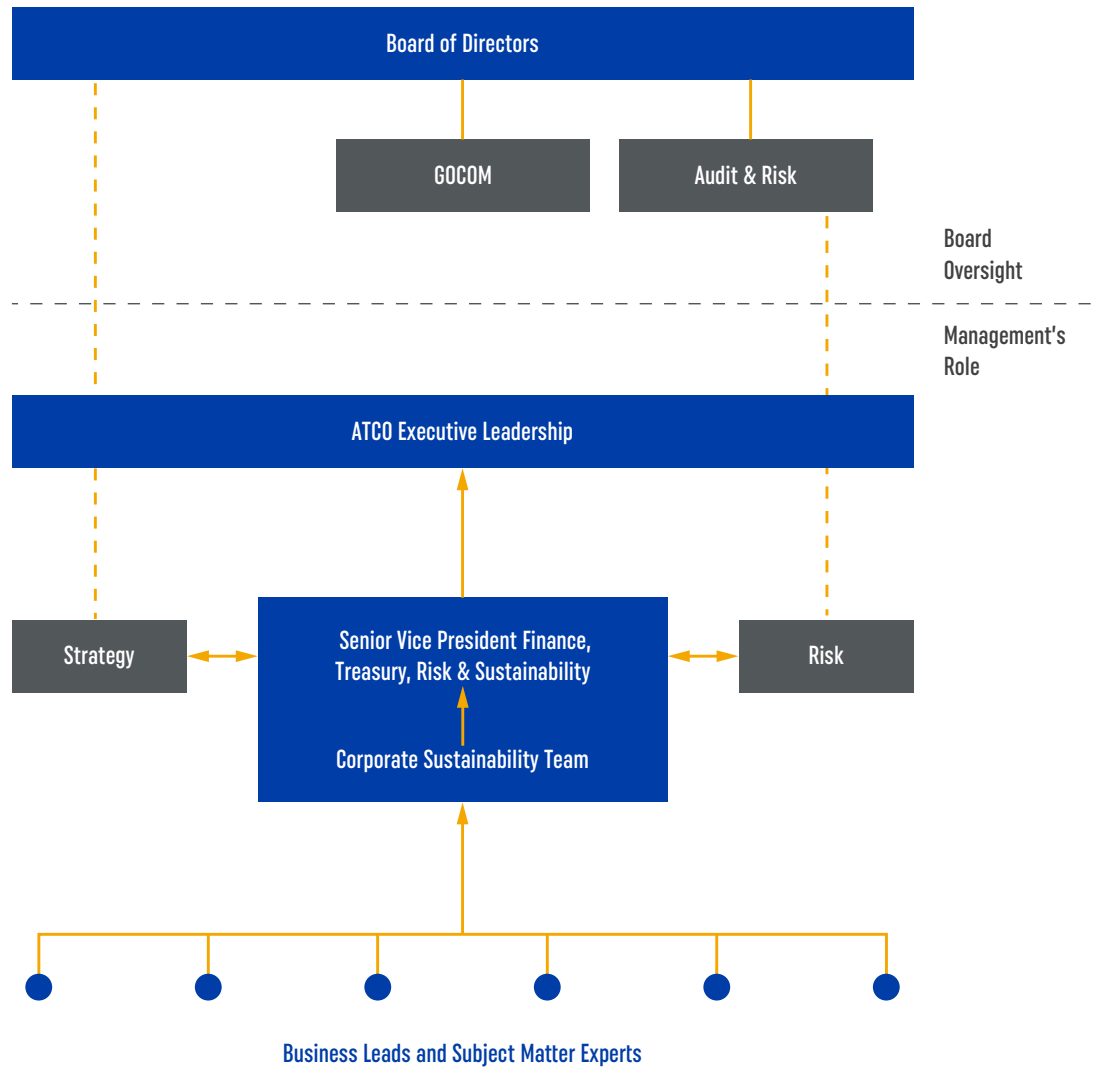 Board of Directors
GOCOM
Audit & Risk
Board
Oversight
Management's
Role
ATCO Executive Leadership
Strategy
Senior Vice President Finance,
Treasury, Risk & Sustainability
Risk
Corporate Sustainability Team
Business Leads and Subject Matter Experts